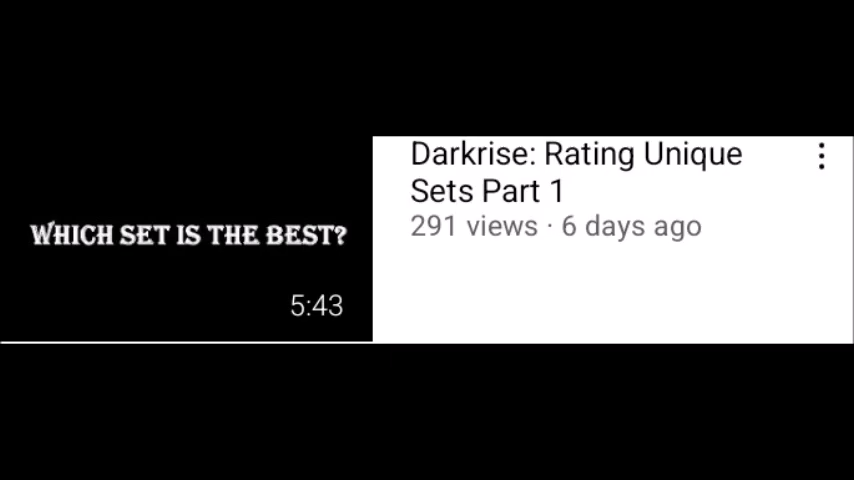 WHICH SET IS THE BEST?
5:43
Darkrise: Rating Unique
Sets Part 1
291 views · 6 days ago